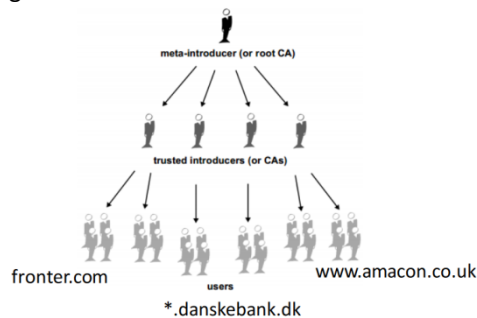 meta-introducer (or root CA)
trusted introducers (or CAs)
fronter.com
www.amacon.co.uk
users
*.danskebank.dk